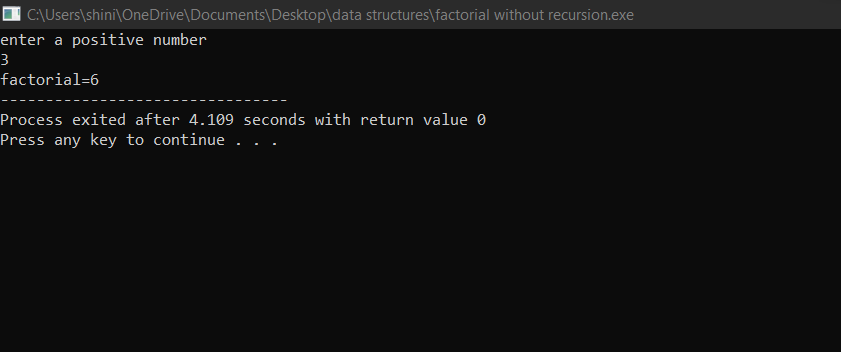 C:\Users\shini\OneDrive\Documents\Desktop\data structures\factorial without recursion.exe
enter a positive number
3
factorial=6
--------------------------------
Process exited after 4.109 seconds with return value 0
Press any key to continue . . .